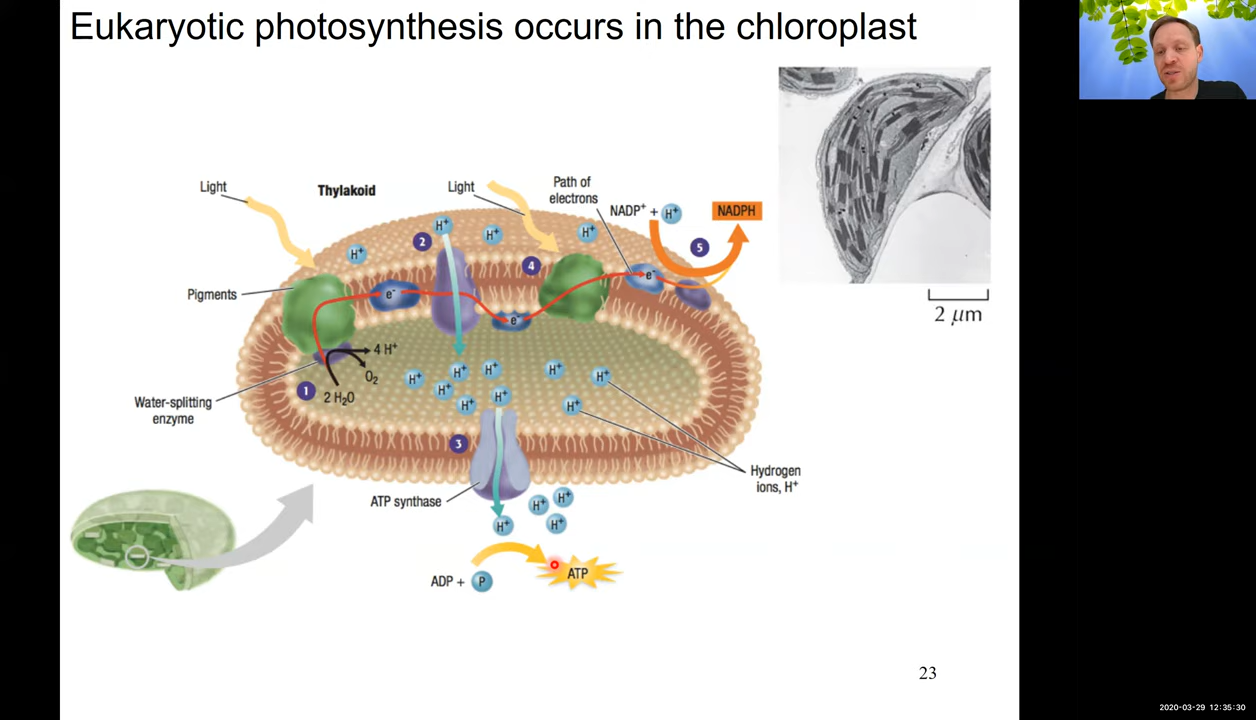 Eukaryotic photosynthesis occurs in the chloroplast
Light
Thylakoid
Light
Path of
electrons
NADP⁺ + H⁺
NADPH
H⁺
H⁺
H⁺
H⁺
2
5
4
Pigments
e⁻
e⁻
e⁻
2 μm
4 H⁺
O₂
1
2 H₂O
H⁺
H⁺
H⁺
H⁺
H⁺
H⁺
H⁺
H⁺
H⁺
Water-splitting
enzyme
3
Hydrogen
ions, H⁺
ATP synthase
H⁺
H⁺
H⁺
H⁺
ADP + P
ATP
23
2020-03-29 12:35:30